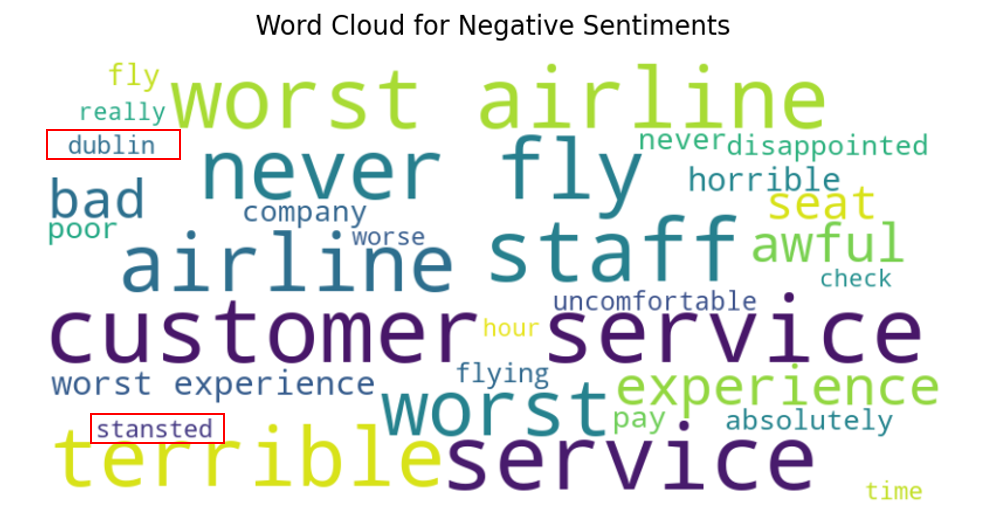 Word Cloud for Negative Sentiments
fly
worst airline
really
dublin
never fly
never
disappointed
horrible
bad
company
seat
poor
worse
airline
staff
awful
check
uncomfortable
customer service
hour
flying
worst experience
experience
worst
pay
absolutely
stansted
terrible
service
time